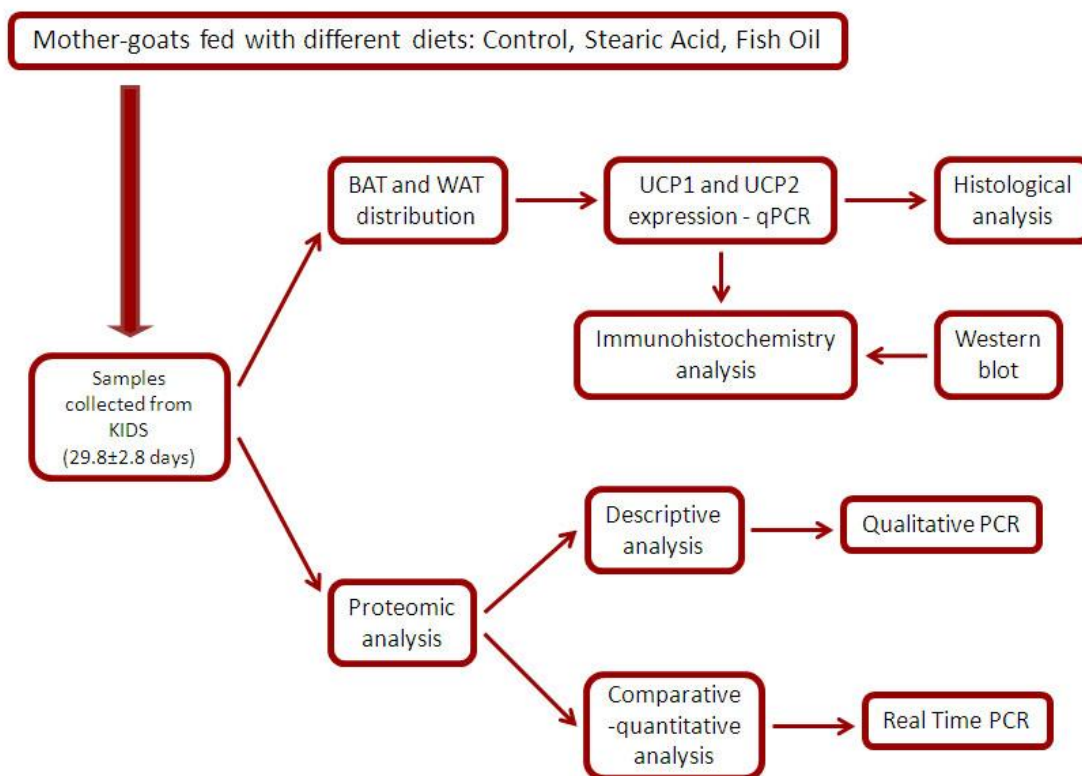 Mother-goats fed with different diets: Control, Stearic Acid, Fish Oil
BAT and WAT
distribution
UCP1 and UCP2
expression - qPCR
Histological
analysis
Immunohistochemistry
analysis
Western
blot
Samples
collected from
KIDS
(29.8±2.8 days)
Descriptive
analysis
Qualitative PCR
Proteomic
analysis
Comparative
-quantitative
analysis
Real Time PCR